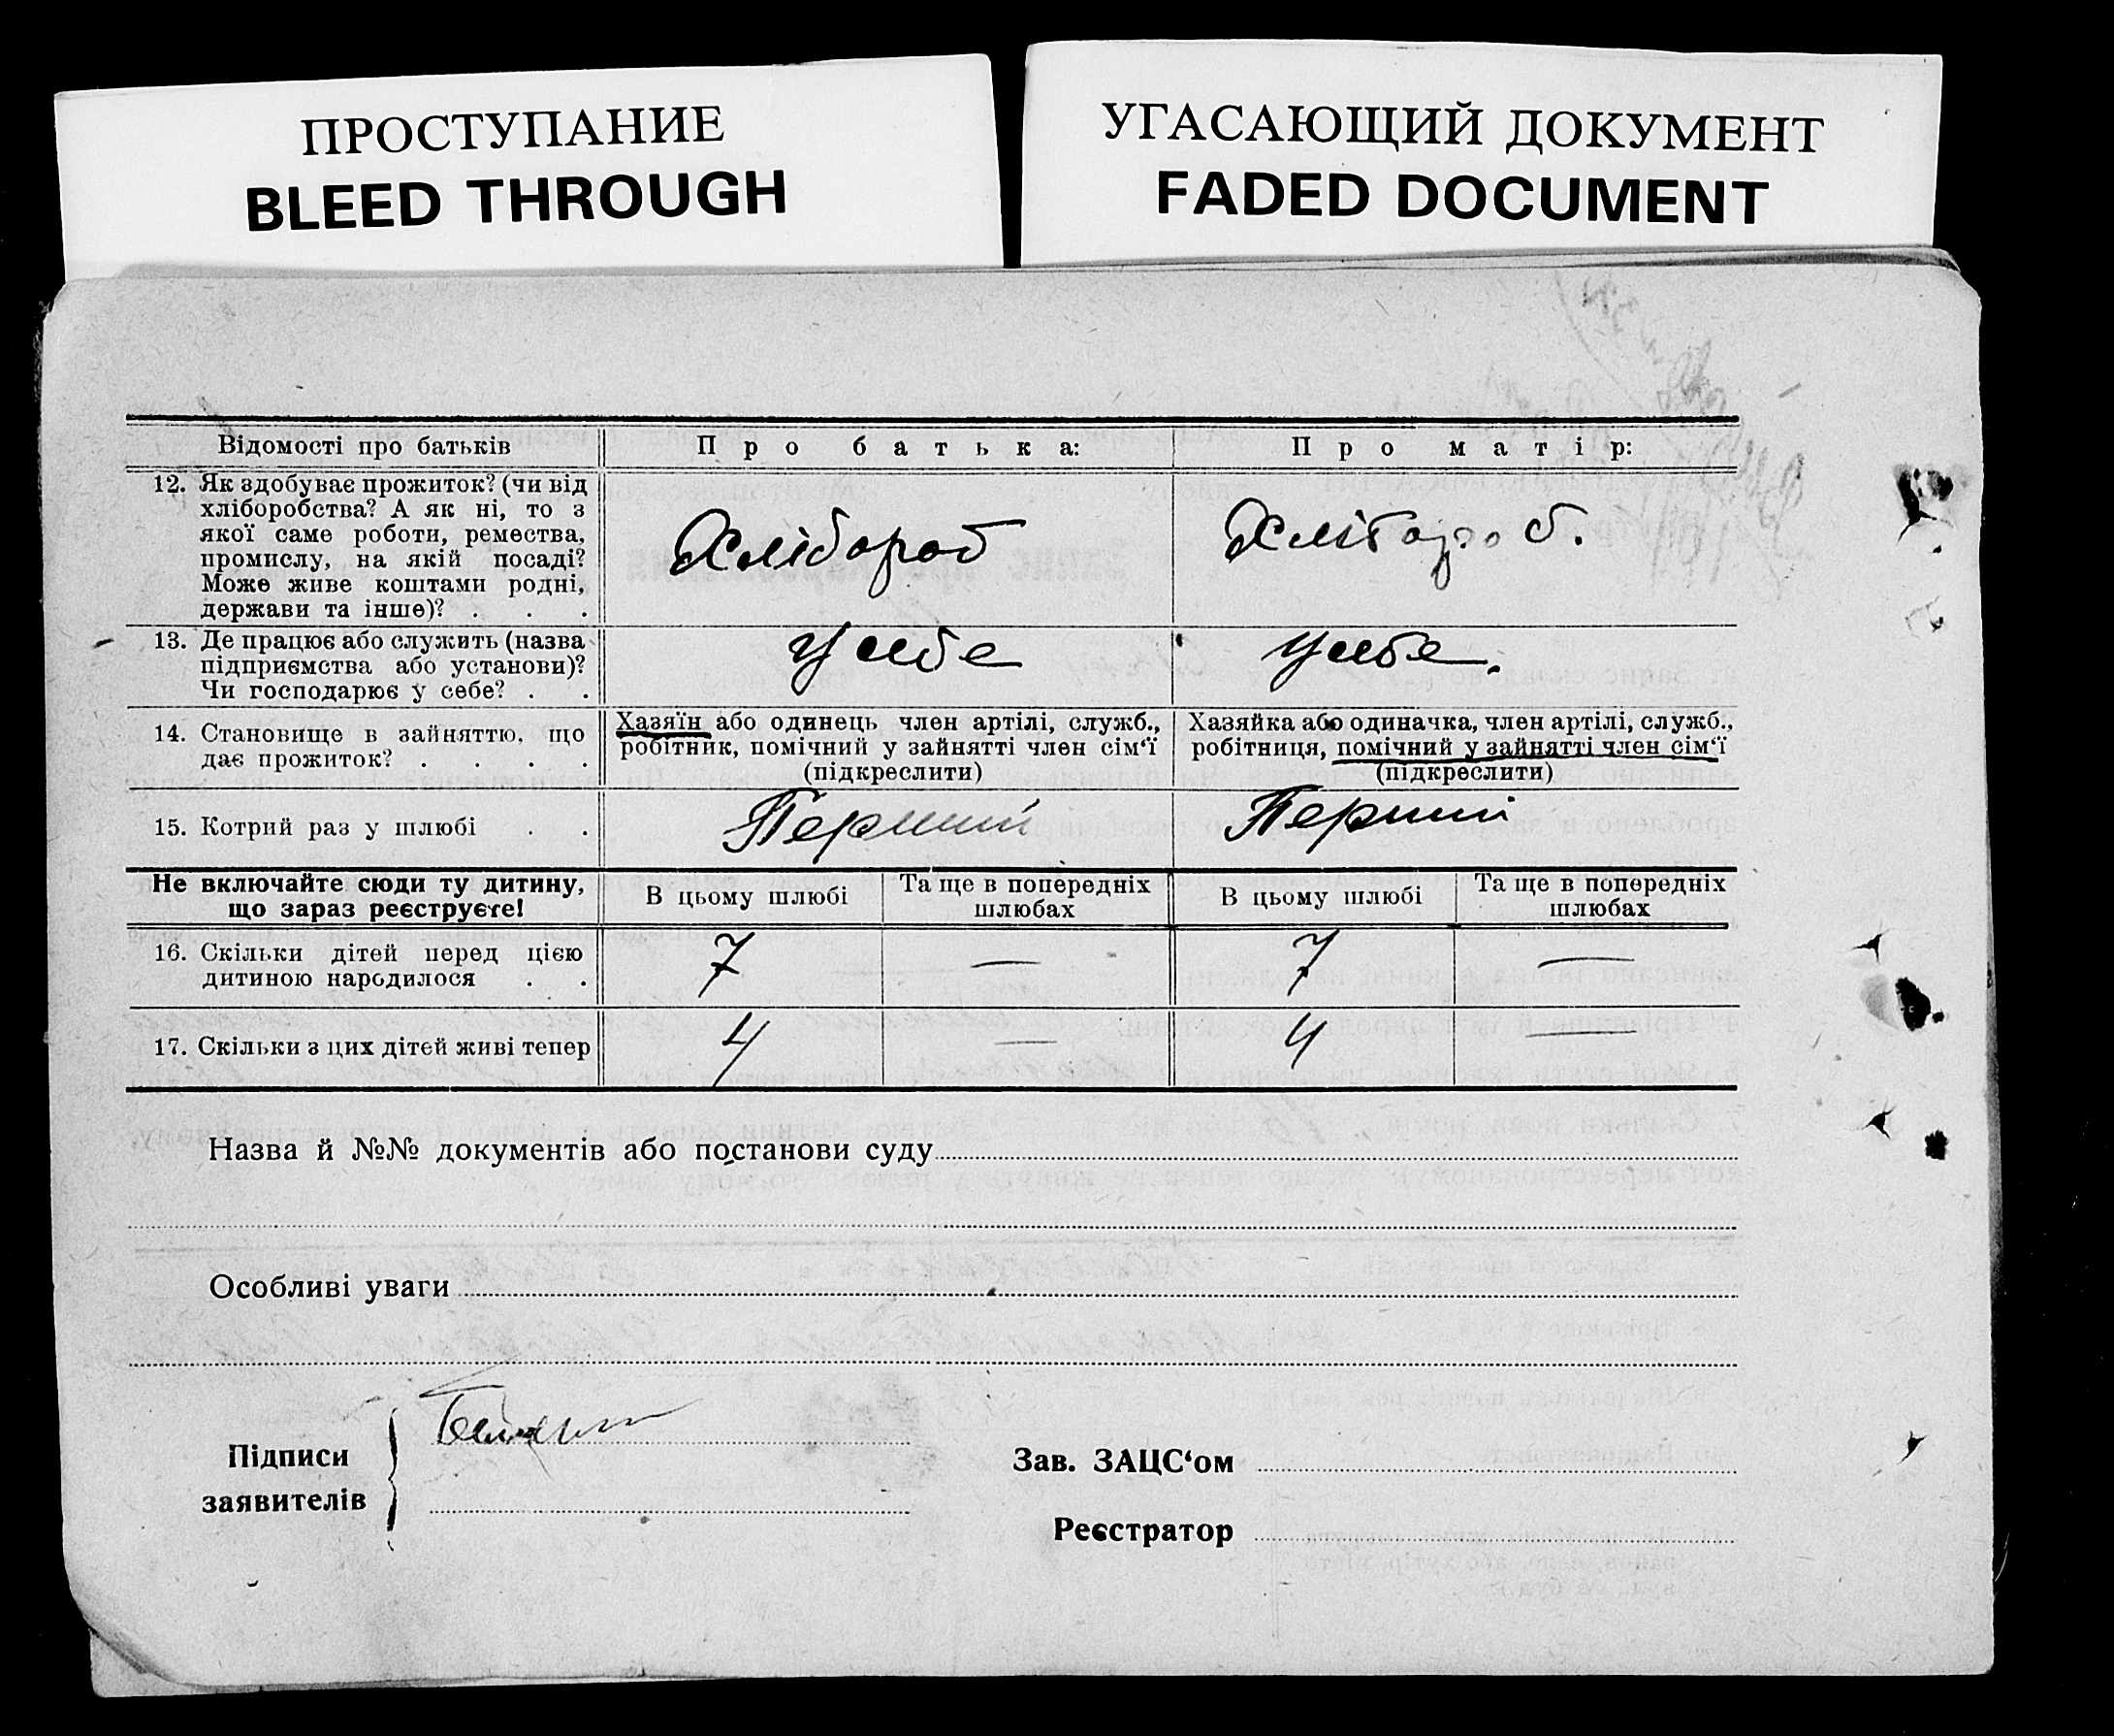 ПРОСТУПАНИЕ
BLEED THROUGH
УГАСАЮЩИЙ ДОКУМЕНТ
FADED DOCUMENT
Відомості про батьків
Про батька:
Про матір:
12. Як здобуває прожиток? (чи від
хліборобства? А як ні, то з
якої саме роботи, ремества,
промислу, на якій посаді?
Може живе коштами родні,
держави та інше)? . . .
Хлібороб
Хлібороб.
13. Де працює або служить (назва
підприємства або установи)?
Чи господарює у себе? . .
У себе
У себе.
14. Становище в зайняттю, що
дає прожиток? . . . .
Хазяїн або одинець член артілі, служб.,
робітник, помічний у зайнятті член сім‘ї
(підкреслити)
Хазяйка або одиначка, член артілі, служб.,
робітниця, помічний у зайнятті член сім‘ї
(підкреслити)
15. Котрий раз у шлюбі . .
Перший
Перший
Не включайте сюди ту дитину,
що зараз реєструєте!
В цьому шлюбі
Та ще в попередніх
шлюбах
В цьому шлюбі
Та ще в попередніх
шлюбах
16. Скільки дітей перед цією
дитиною народилося . .
7
—
7
—
17. Скільки з цих дітей живі тепер
4
—
4
—
Назва й №№ документів або постанови суду
Особливі уваги
Підписи
заявителів
Зав. ЗАЦС‘ом
Реєстратор